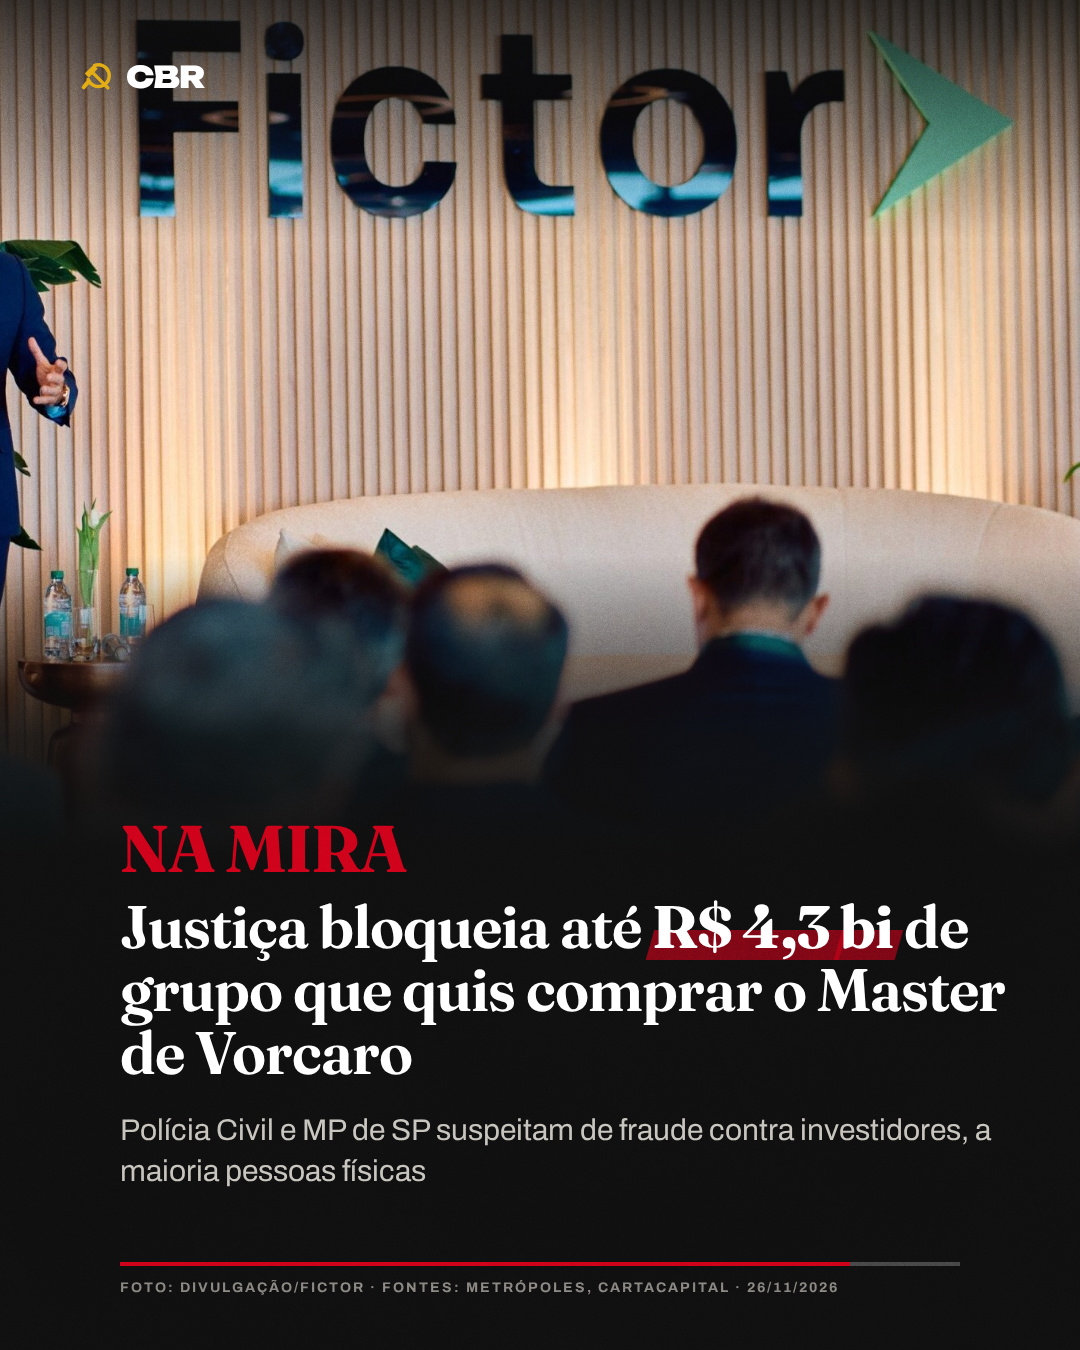 Fictor
CBR
NA MIRA
Justiça bloqueia até R$ 4,3 bi de
grupo que quis comprar o Master
de Vorcaro
Polícia Civil e MP de SP suspeitam de fraude contra investidores, a
maioria pessoas físicas
FOTO: DIVULGAÇÃO/FICTOR · FONTES: METRÓPOLES, CARTACAPITAL · 26/11/2026